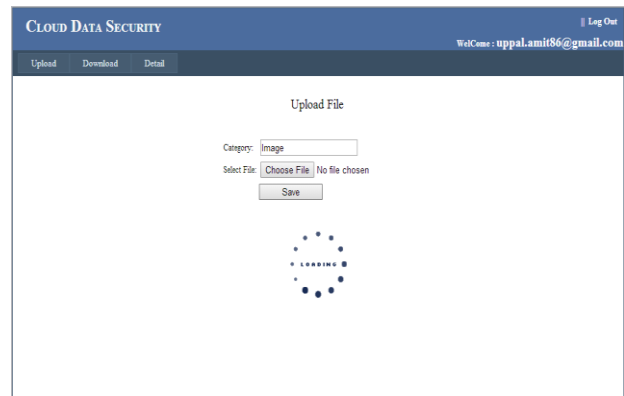 CLOUD DATA SECURITY
|| Log Out
WelCome : uppal.amit86@gmail.com
Upload Download Detail
Upload File
Category: Image
Select File: Choose File No file chosen
Save
LOADING